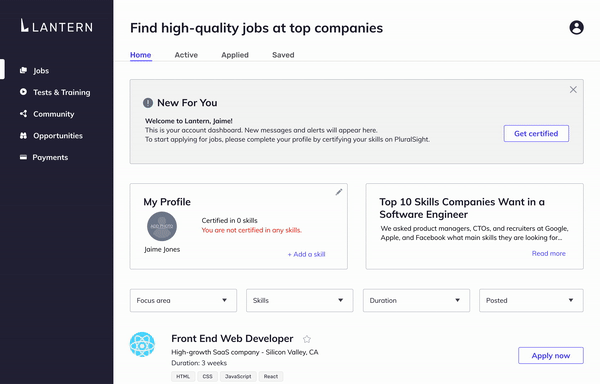 LANTERN
Jobs
Tests & Training
Community
Opportunities
Payments
Find high-quality jobs at top companies
Home
Active
Applied
Saved
New For You
Welcome to Lantern, Jaime!
This is your account dashboard. New messages and alerts will appear here.
To start applying for jobs, please complete your profile by certifying your skills on PluralSight.
Get certified
My Profile
ADD PHOTO
Jaime Jones
Certified in 0 skills
You are not certified in any skills.
+ Add a skill
Top 10 Skills Companies Want in a
Software Engineer
We asked product managers, CTOs, and recruiters at Google,
Apple, and Facebook what main skills they are looking for...
Read more
Focus area
Skills
Duration
Posted
Front End Web Developer
High-growth SaaS company - Silicon Valley, CA
Duration: 3 weeks
HTML
CSS
JavaScript
React
Apply now